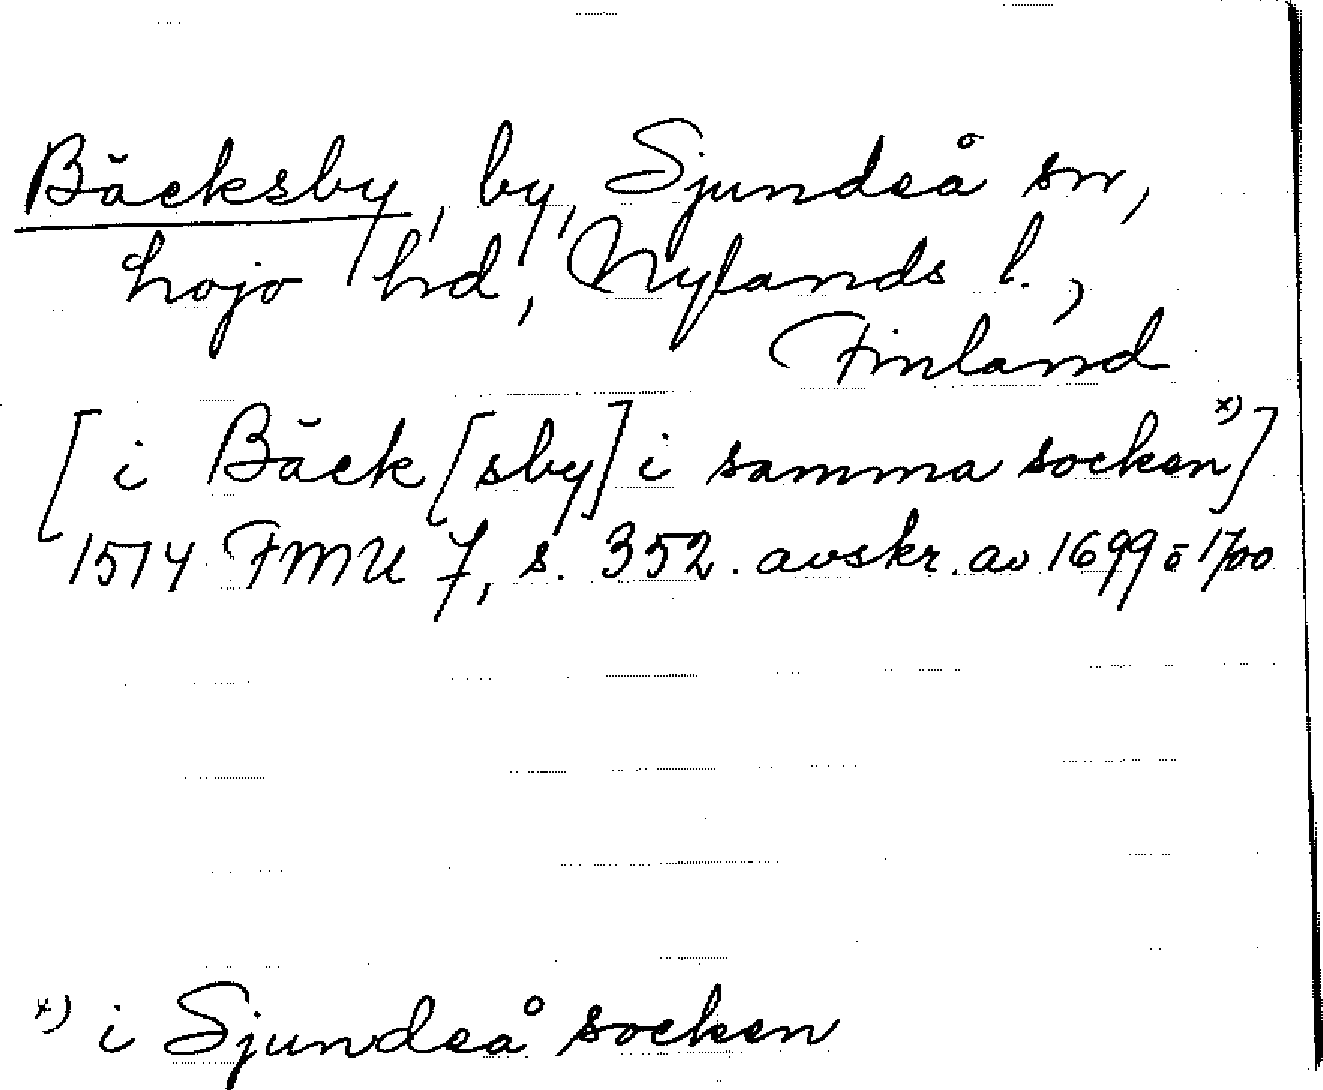 Bäcksby, by, Sjundeå sn,
Lojo hd, Nylands l.,
Finland
[i Bäck[sby] i samma socken x)]
1514 FMU 7, s. 352. avskr. av 1699 o 1700
x) i Sjundeå socken